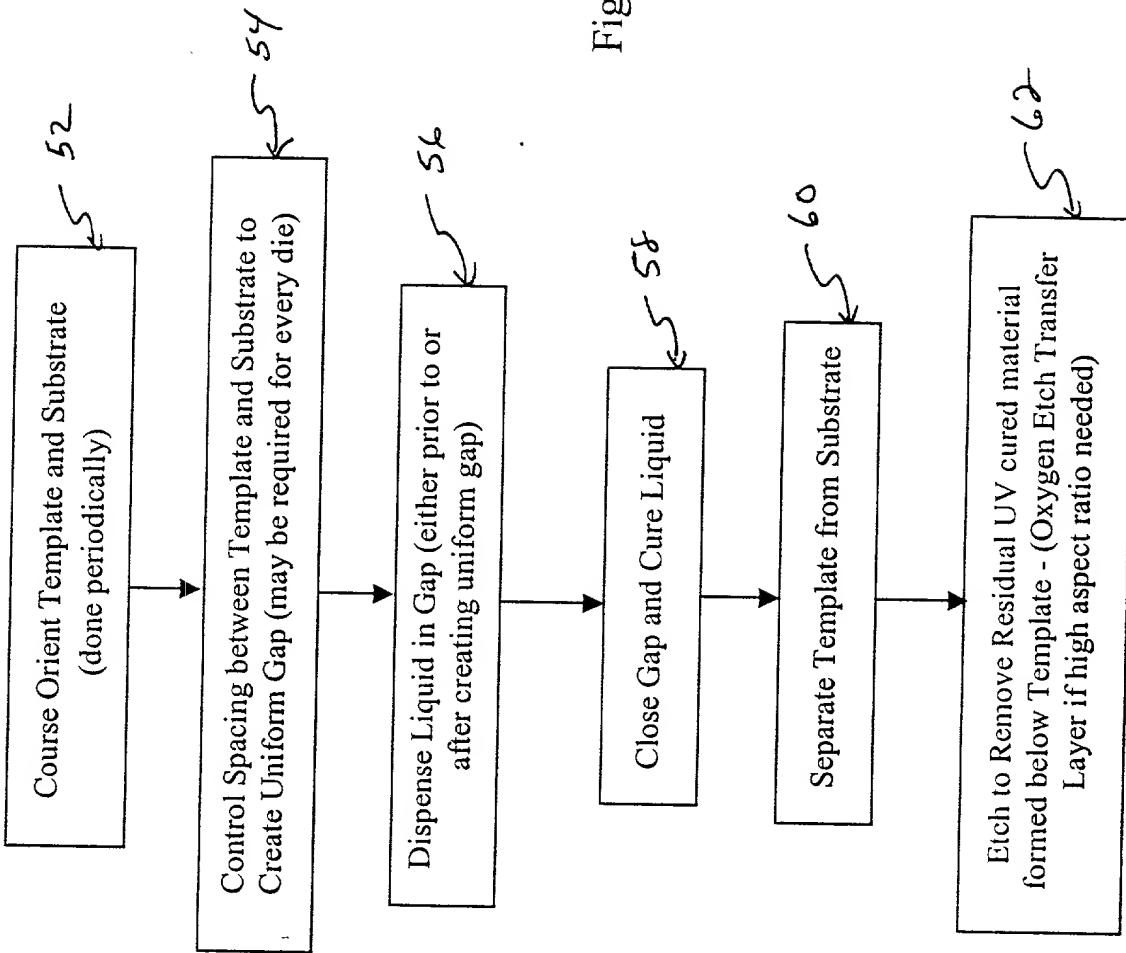 Course Orient Template and Substrate
(done periodically)
52
Control Spacing between Template and Substrate to
Create Uniform Gap (may be required for every die)
54
Dispense Liquid in Gap (either prior to or
after creating uniform gap)
56
Close Gap and Cure Liquid
58
Separate Template from Substrate
60
Etch to Remove Residual UV cured material
formed below Template - (Oxygen Etch Transfer
Layer if high aspect ratio needed)
62
Fig